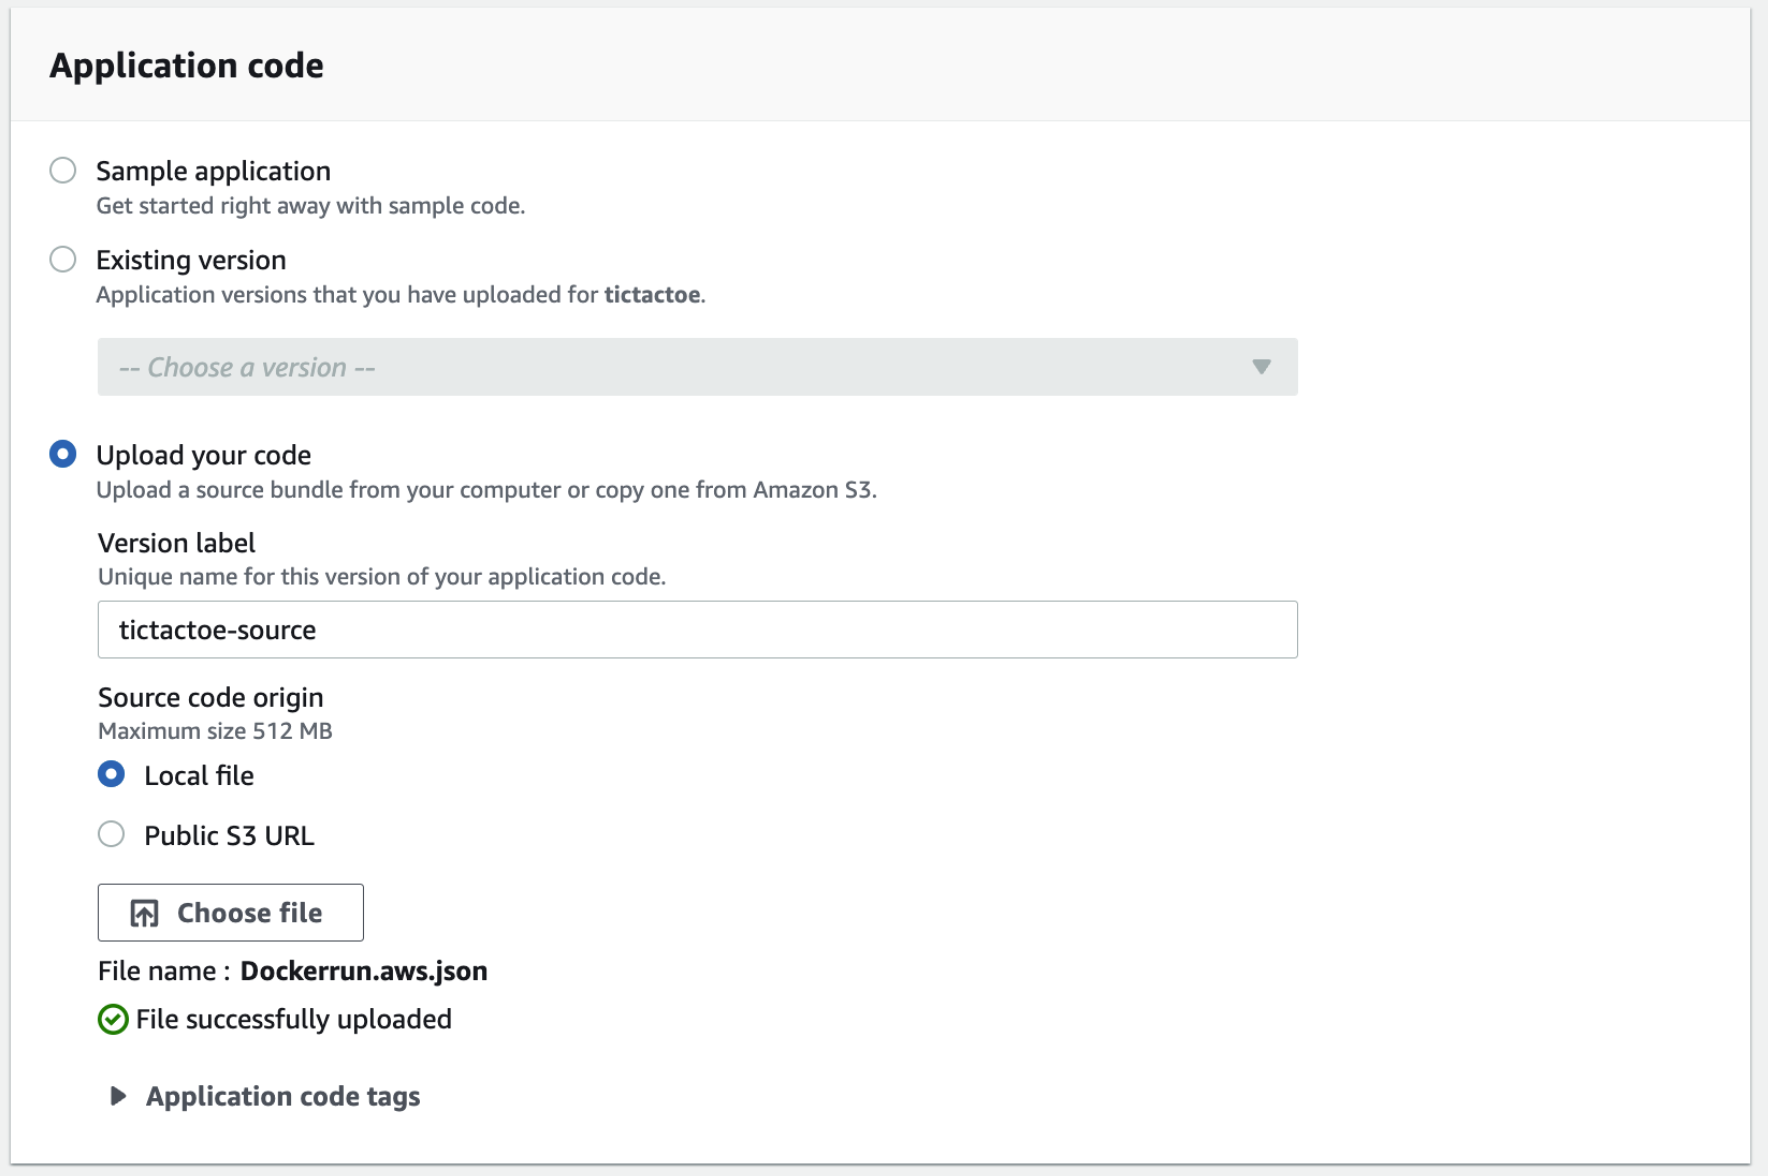 Application code
Sample application
Get started right away with sample code.
Existing version
Application versions that you have uploaded for tictactoe.
-- Choose a version --
Upload your code
Upload a source bundle from your computer or copy one from Amazon S3.
Version label
Unique name for this version of your application code.
tictactoe-source
Source code origin
Maximum size 512 MB
Local file
Public S3 URL
Choose file
File name : Dockerrun.aws.json
File successfully uploaded
Application code tags